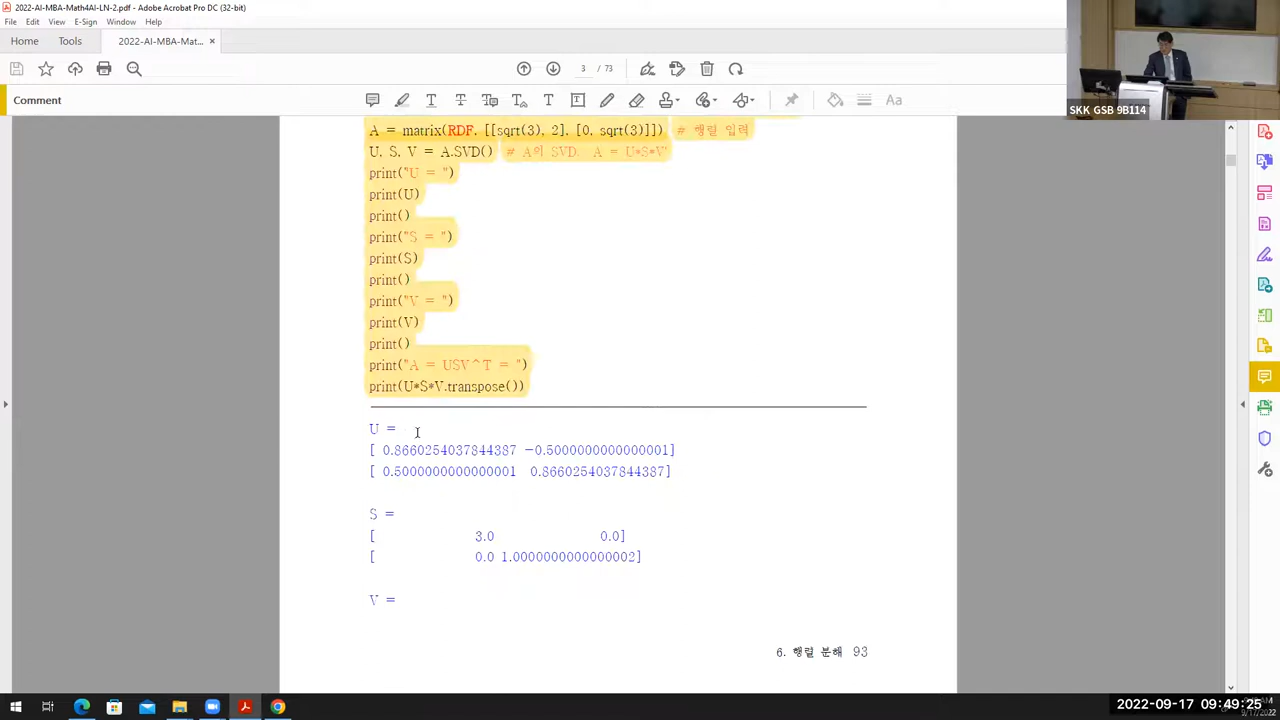 2022-AI-MBA-Math4AI-LN-2.pdf - Adobe Acrobat Pro DC (32-bit)
File Edit View E-Sign Window Help
Home Tools 2022-AI-MBA-Mat... ×
3 / 73
SKK GSB 9B114
Comment
A = matrix(RDF, [[sqrt(3), 2], [0, sqrt(3)]]) # 행렬 입력
U, S, V = A.SVD() # A의 SVD. A = U*S*V'
print("U = ")
print(U)
print()
print("S = ")
print(S)
print()
print("V = ")
print(V)
print()
print("A = USV^T = ")
print(U*S*V.transpose())
U =
[ 0.8660254037844387 -0.5000000000000001]
[ 0.5000000000000001 0.8660254037844387]
S =
[ 3.0 0.0]
[ 0.0 1.0000000000000002]
V =
6. 행렬 분해 93
2022-09-17 09:49:25